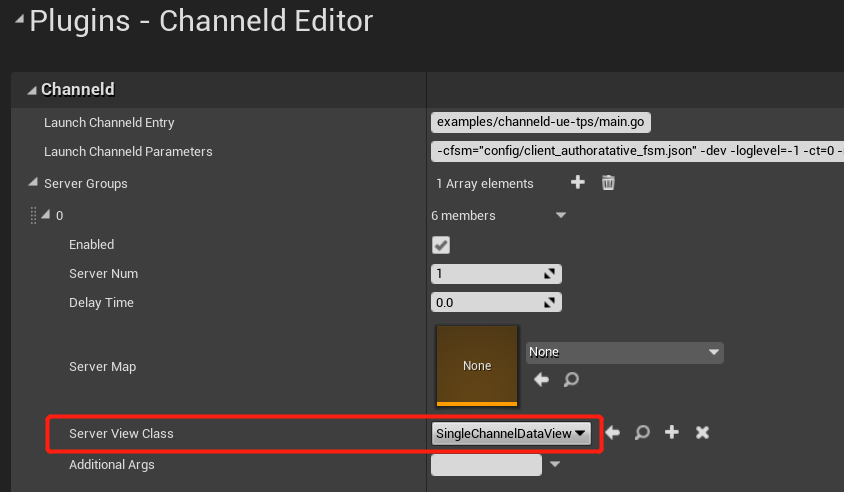 Plugins - Channeld Editor
Channeld
Launch Channeld Entry examples/channeld-ue-tps/main.go
Launch Channeld Parameters -cfsm="config/client_authoratative_fsm.json" -dev -loglevel=-1 -ct=0 -
Server Groups 1 Array elements
0 6 members
Enabled
Server Num 1
Delay Time 0.0
Server Map None None
Server View Class SingleChannelDataView
Additional Args